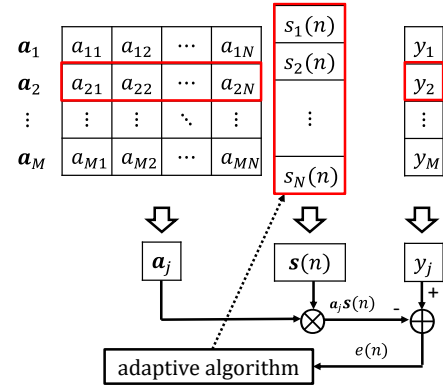 s₁(n)
𝒂₁ a₁₁ a₁₂ ⋯ a₁N y₁
s₂(n)
𝒂₂ a₂₁ a₂₂ ⋯ a₂N y₂
⋮ ⋮ ⋮ ⋱ ⋮ ⋮ ⋮
𝒂M aM₁ aM₂ ⋯ aMN yM
sN(n)
𝒂j 𝒔(n) yj
𝒂j𝒔(n) - +
e(n)
adaptive algorithm